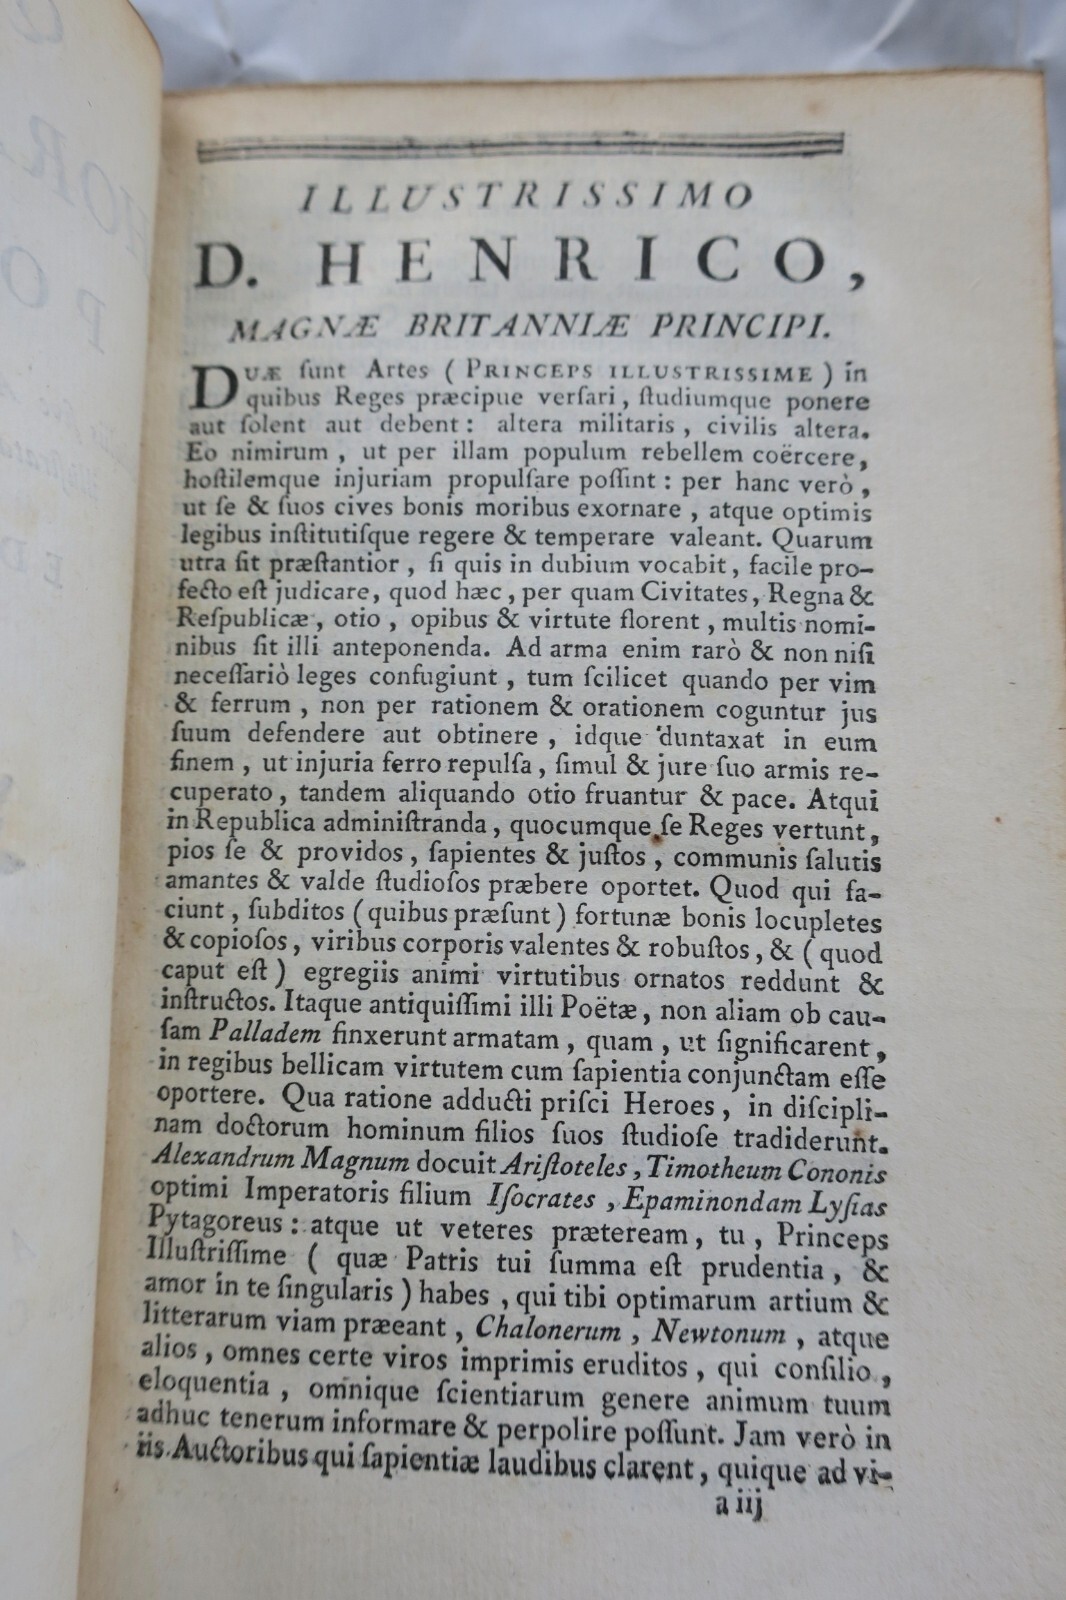 ILLUSTRISSIMO
D. HENRICO,
MAGNÆ BRITANNIÆ PRINCIPI.
DUÆ ſunt Artes ( PRINCEPS ILLUSTRISSIME ) in
quibus Reges præcipue verſari, ſtudiumque ponere
aut ſolent aut debent : altera militaris, civilis altera.
Eo nimirum, ut per illam populum rebellem coërcere,
hoſtilemque injuriam propulſare poſſint : per hanc verò,
ut ſe & ſuos cives bonis moribus exornare, atque optimis
legibus inſtitutiſque regere & temperare valeant. Quarum
utra ſit præſtantior, ſi quis in dubium vocabit, facile pro-
fecto eſt judicare, quod hæc, per quam Civitates, Regna &
Reſpublicæ, otio, opibus & virtute florent, multis nomi-
nibus ſit illi anteponenda. Ad arma enim rarò & non niſi
neceſſariò leges confugiunt, tum ſcilicet quando per vim
& ferrum, non per rationem & orationem coguntur jus
ſuum defendere aut obtinere, idque duntaxat in eum
finem, ut injuria ferro repulſa, ſimul & jure ſuo armis re-
cuperato, tandem aliquando otio fruantur & pace. Atqui
in Republica adminiſtranda, quocumque ſe Reges vertunt,
pios ſe & providos, ſapientes & juſtos, communis ſalutis
amantes & valde ſtudioſos præbere oportet. Quod qui fa-
ciunt, ſubditos ( quibus præſunt ) fortunæ bonis locupletes
& copioſos, viribus corporis valentes & robuſtos, & ( quod
caput eſt ) egregiis animi virtutibus ornatos reddunt &
inſtructos. Itaque antiquiſſimi illi Poëtæ, non aliam ob cau-
ſam Palladem finxerunt armatam, quam, ut ſignificarent,
in regibus bellicam virtutem cum ſapientia conjunctam eſſe
oportere. Qua ratione adducti priſci Heroes, in diſcipli-
nam doctorum hominum filios ſuos ſtudioſe tradiderunt.
Alexandrum Magnum docuit Ariſtoteles, Timotheum Cononis
optimi Imperatoris filium Iſocrates, Epaminondam Lyſias
Pytagoreus : atque ut veteres præteream, tu, Princeps
Illuſtriſſime ( quæ Patris tui ſumma eſt prudentia, &
amor in te ſingularis ) habes, qui tibi optimarum artium &
litterarum viam præeant, Chalonerum, Newtonum, atque
alios, omnes certe viros imprimis eruditos, qui conſilio,
eloquentia, omnique ſcientiarum genere animum tuum
adhuc tenerum informare & perpolire poſſunt. Jam verò in
iis Auctoribus qui ſapientiæ laudibus clarent, quique ad vi-
a iij